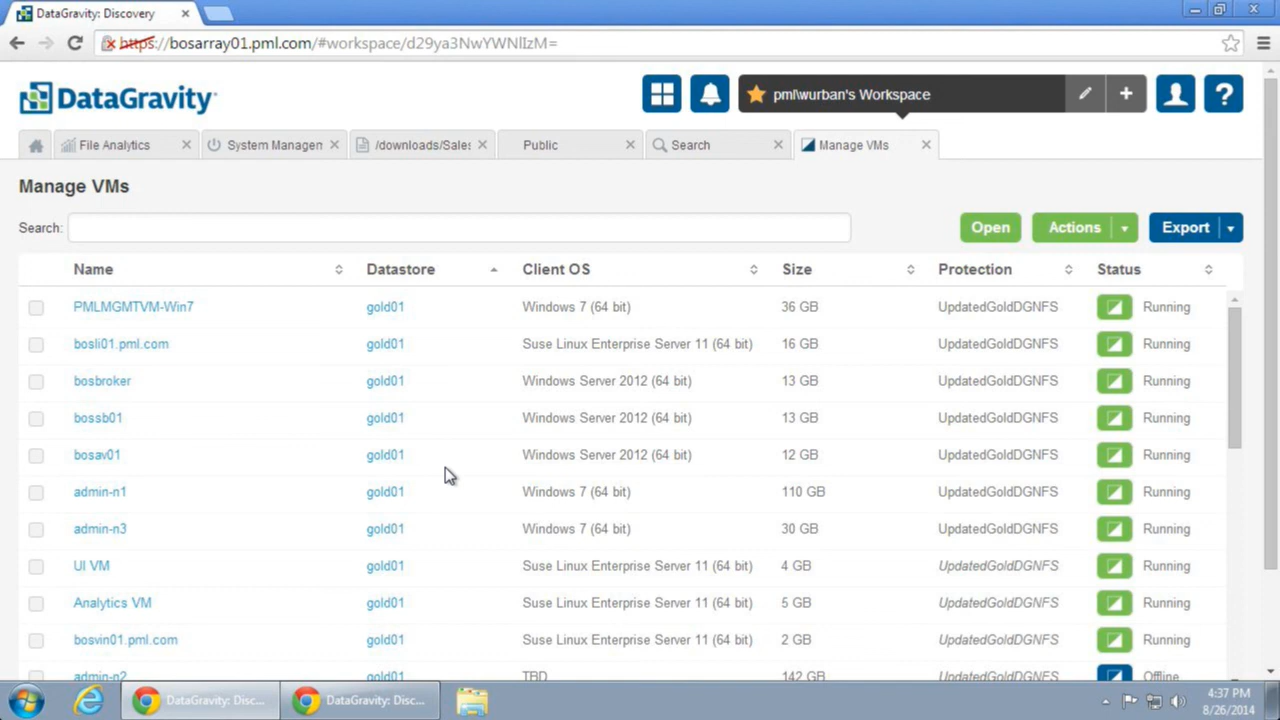 DataGravity: Discovery
https://bosarray01.pml.com/#workspace/d29ya3NwYWNlIzM=
DataGravity
pml\wurban's Workspace
File Analytics
System Managem
/downloads/Sales
Public
Search
Manage VMs
Manage VMs
Search:
Open
Actions
Export
Name Datastore Client OS Size Protection Status
PMLMGMTVM-Win7 gold01 Windows 7 (64 bit) 36 GB UpdatedGoldDGNFS Running
bosli01.pml.com gold01 Suse Linux Enterprise Server 11 (64 bit) 16 GB UpdatedGoldDGNFS Running
bosbroker gold01 Windows Server 2012 (64 bit) 13 GB UpdatedGoldDGNFS Running
bossb01 gold01 Windows Server 2012 (64 bit) 13 GB UpdatedGoldDGNFS Running
bosav01 gold01 Windows Server 2012 (64 bit) 12 GB UpdatedGoldDGNFS Running
admin-n1 gold01 Windows 7 (64 bit) 110 GB UpdatedGoldDGNFS Running
admin-n3 gold01 Windows 7 (64 bit) 30 GB UpdatedGoldDGNFS Running
UI VM gold01 Suse Linux Enterprise Server 11 (64 bit) 4 GB UpdatedGoldDGNFS Running
Analytics VM gold01 Suse Linux Enterprise Server 11 (64 bit) 5 GB UpdatedGoldDGNFS Running
bosvin01.pml.com gold01 Suse Linux Enterprise Server 11 (64 bit) 2 GB UpdatedGoldDGNFS Running
admin-n2 gold01 TBD 142 GB UpdatedGoldDGNFS Offline
DataGravity: Disc...
DataGravity: Disc...
4:37 PM
8/26/2014